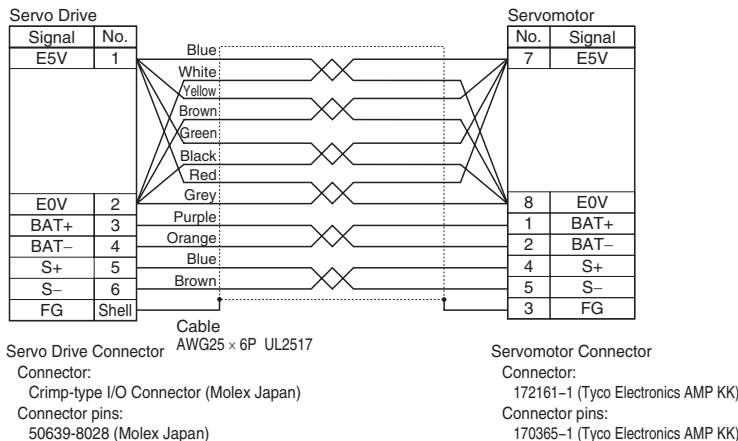 Servo Drive Servomotor
Signal No. No. Signal
E5V 1 Blue 7 E5V
White
Yellow
Brown
Green
Black
Red
Grey
E0V 2 8 E0V
Purple
BAT+ 3 1 BAT+
Orange
BAT− 4 2 BAT−
Blue
S+ 5 4 S+
Brown
S− 6 5 S−
FG Shell 3 FG
Cable
AWG25 × 6P UL2517
Servo Drive Connector
Connector:
Crimp-type I/O Connector (Molex Japan)
Connector pins:
50639-8028 (Molex Japan)
Servomotor Connector
Connector:
172161−1 (Tyco Electronics AMP KK)
Connector pins:
170365−1 (Tyco Electronics AMP KK)